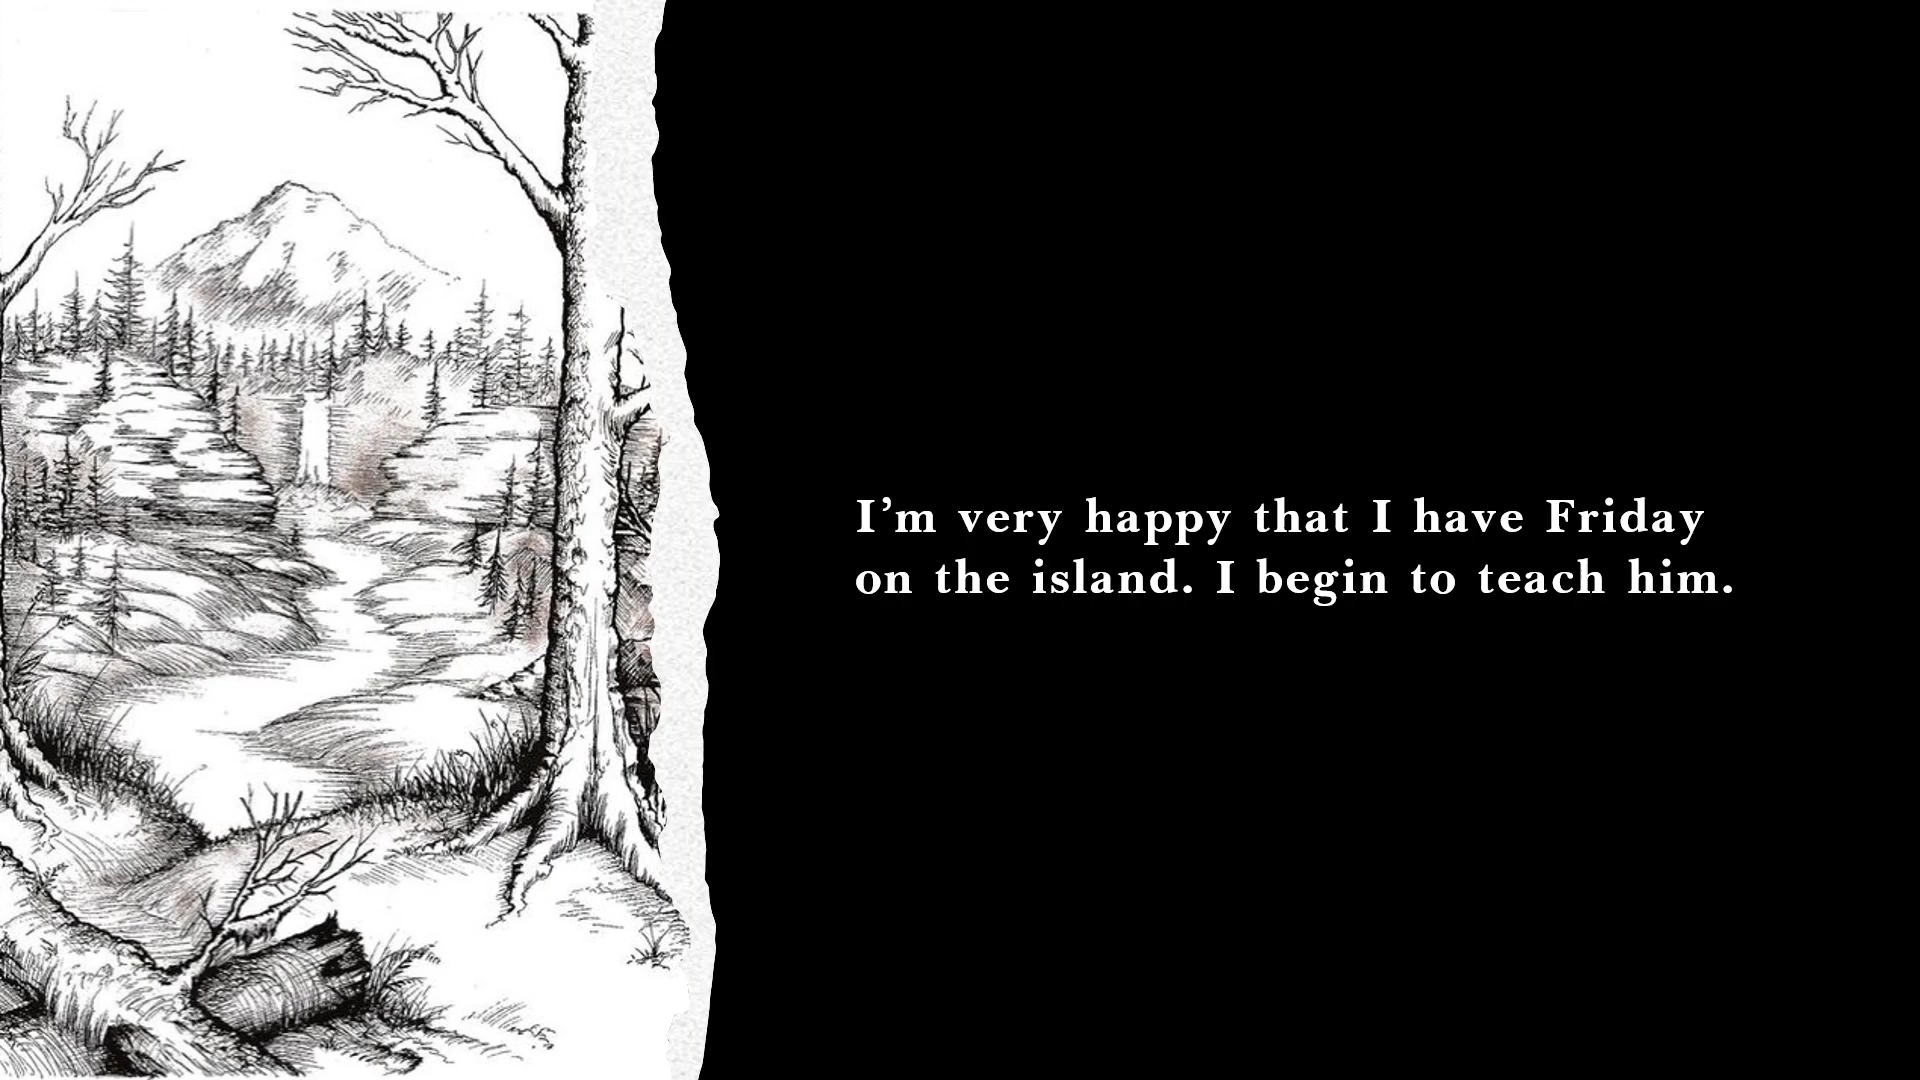 I’m very happy that I have Friday
on the island. I begin to teach him.